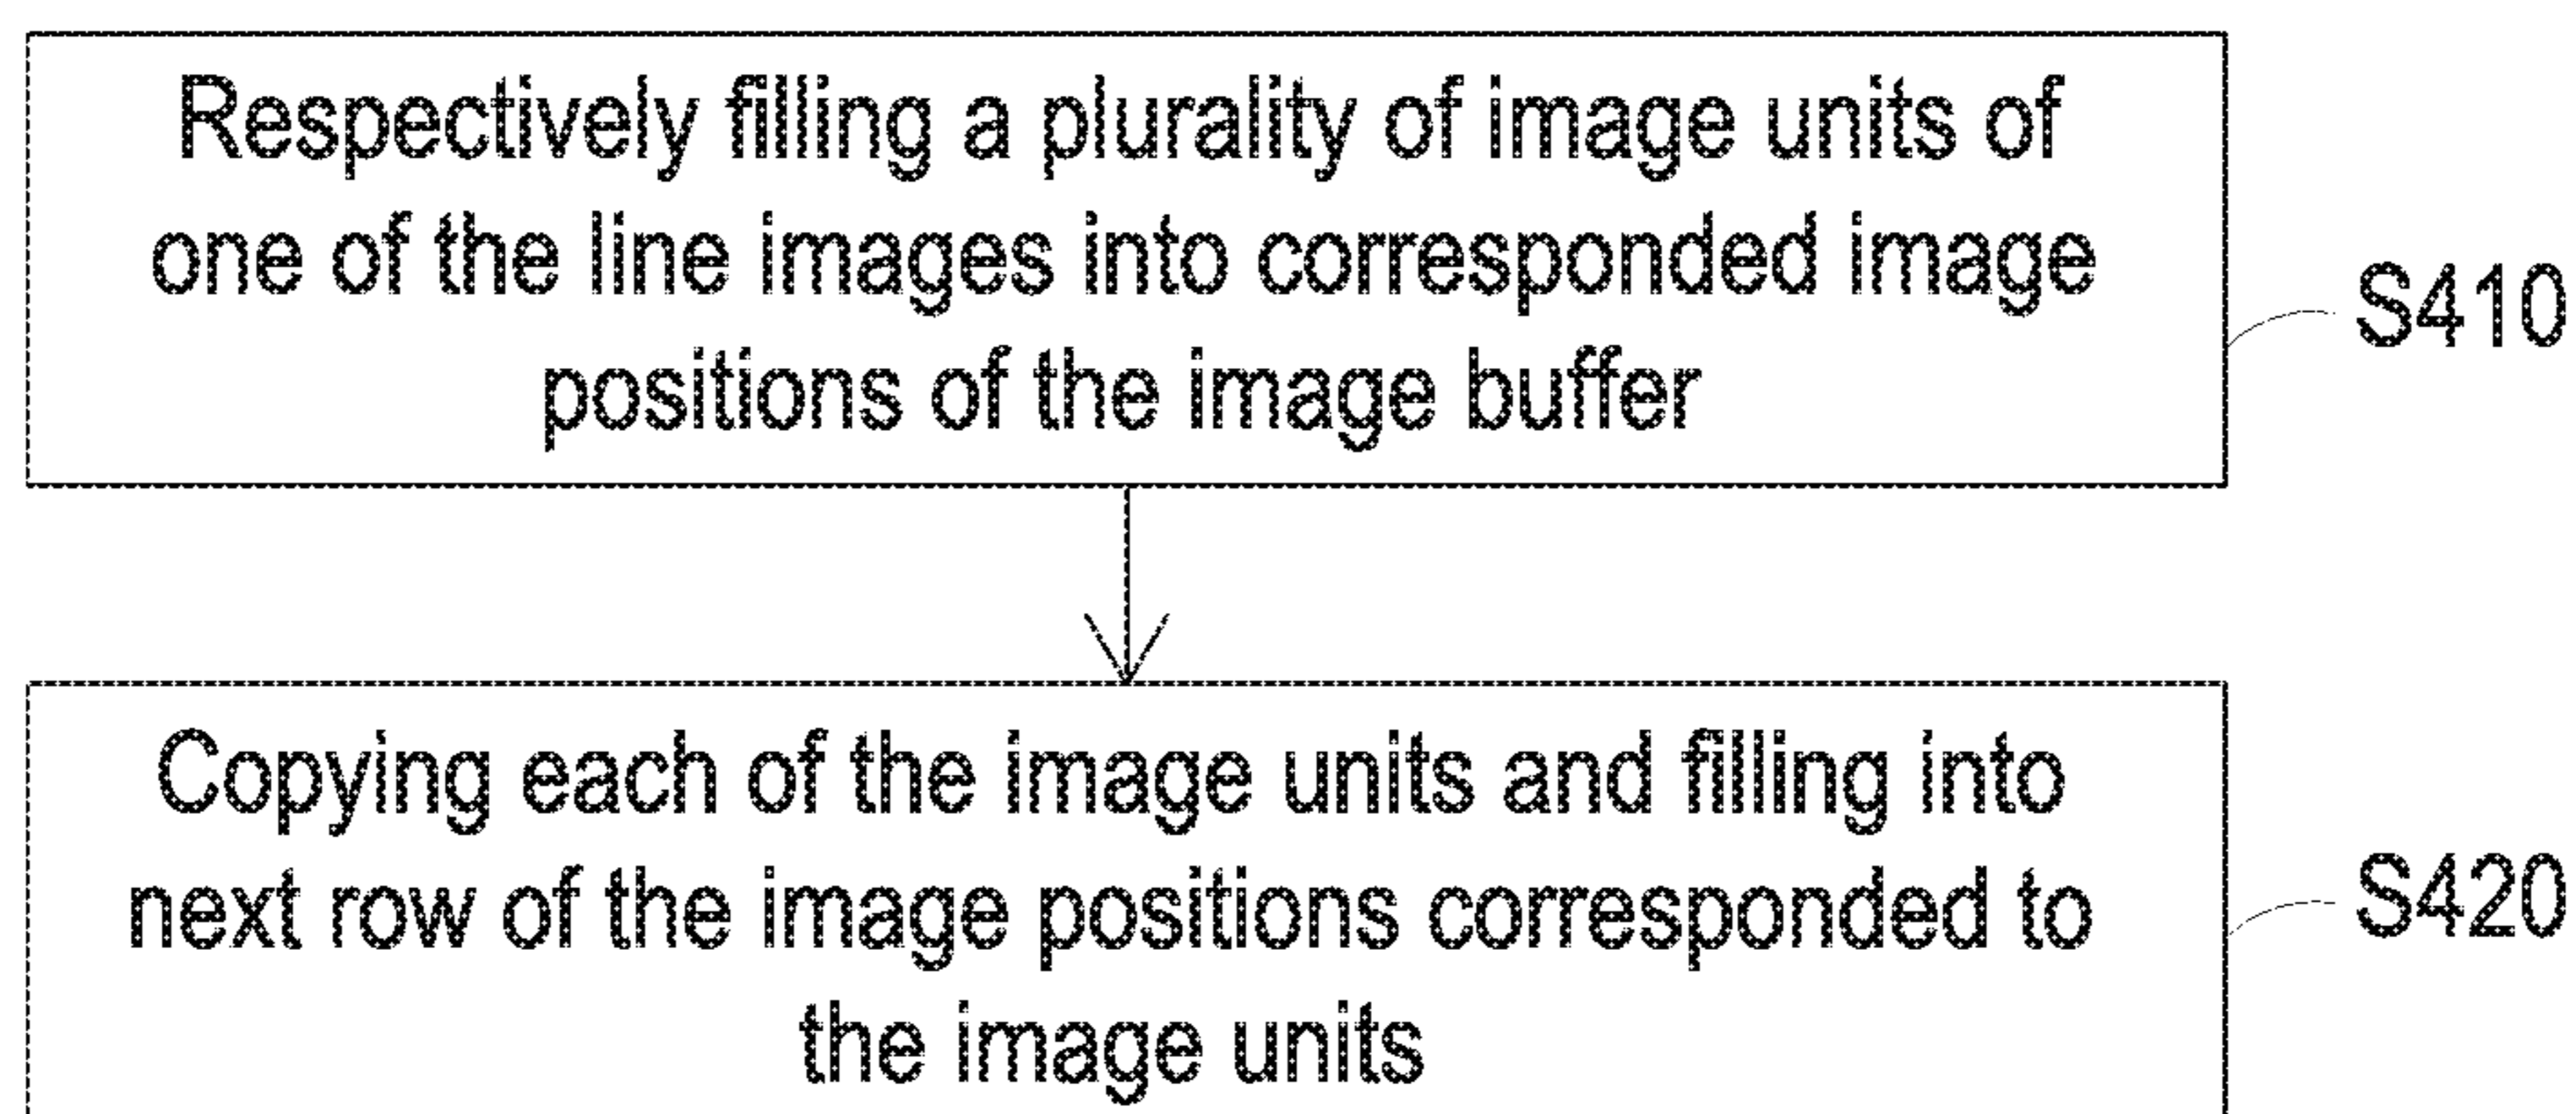 Respectively filling a plurality of image units of
one of the line images into corresponded image
positions of the image buffer
S410
Copying each of the image units and filling into
next row of the image positions corresponded to
the image units
S420